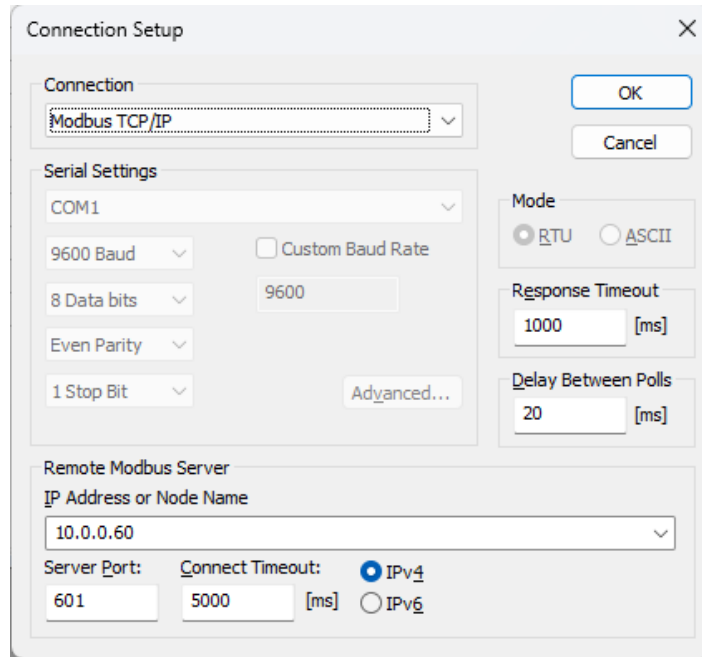 Connection Setup
Connection
Modbus TCP/IP
OK
Cancel
Serial Settings
COM1
9600 Baud
Custom Baud Rate
8 Data bits
9600
Even Parity
1 Stop Bit
Advanced...
Mode
RTU
ASCII
Response Timeout
1000 [ms]
Delay Between Polls
20 [ms]
Remote Modbus Server
IP Address or Node Name
10.0.0.60
Server Port: Connect Timeout:
601 5000 [ms]
IPv4
IPv6